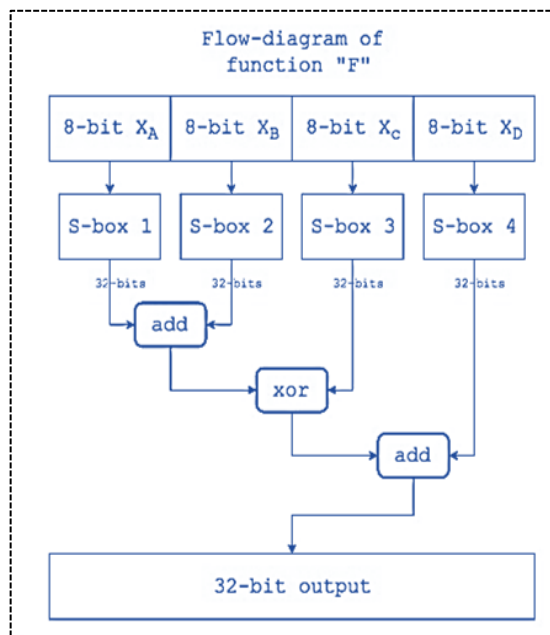 Flow-diagram of
function "F"
8-bit XA 8-bit XB 8-bit XC 8-bit XD
S-box 1 S-box 2 S-box 3 S-box 4
32-bits 32-bits 32-bits 32-bits
add
xor
add
32-bit output